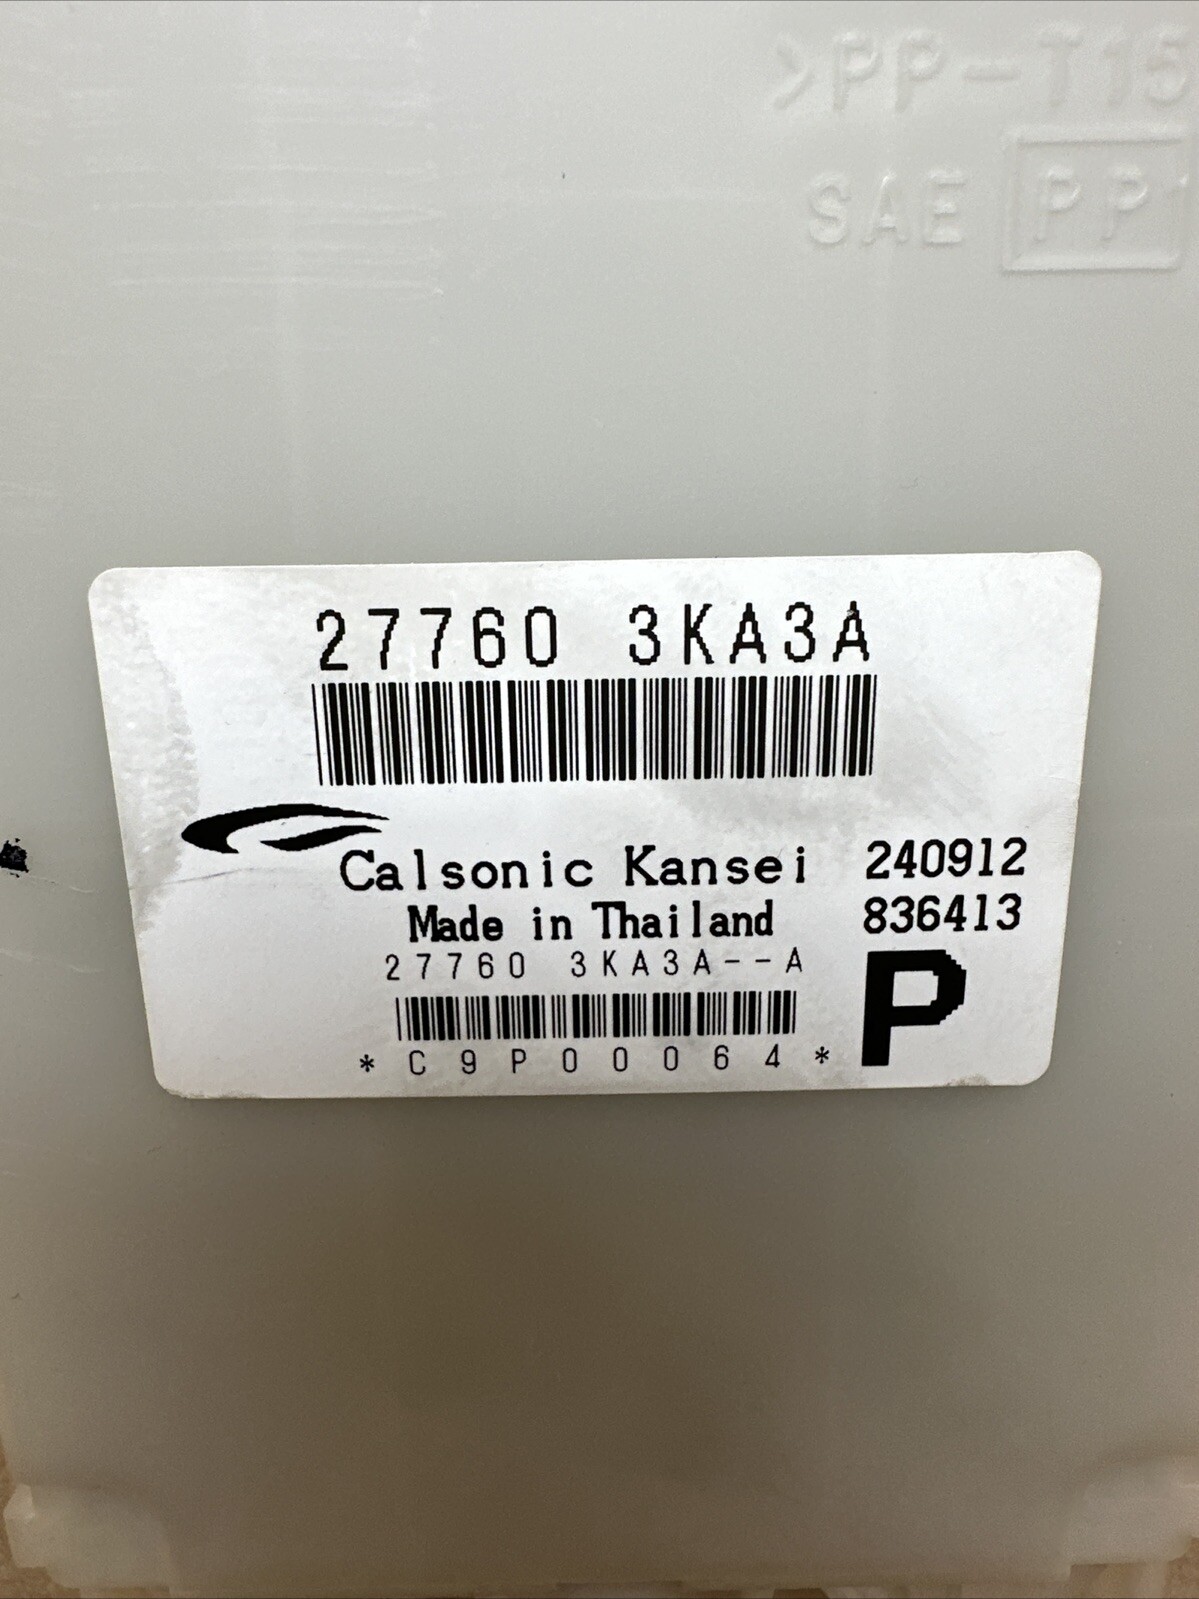 >PP-T15
SAE PP
27760 3KA3A
Calsonic Kansei
240912
Made in Thailand
836413
27760 3KA3A--A
P
*C9P00064*